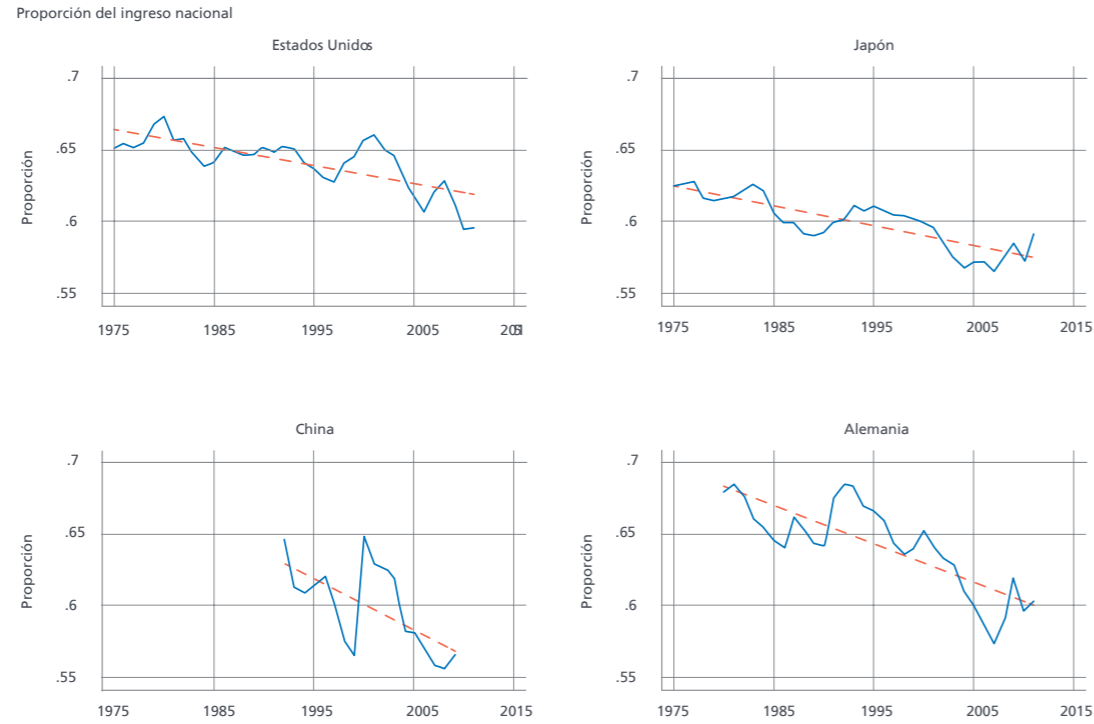 Proporción del ingreso nacional
Estados Unidos
.7
.65
.6
.55
Proporción
1975 1985 1995 2005
Japón
.7
.65
.6
.55
Proporción
1975 1985 1995 2005 2015
China
.7
.65
.6
.55
Proporción
1975 1985 1995 2005 2015
Alemania
.7
.65
.6
.55
Proporción
1975 1985 1995 2005 2015